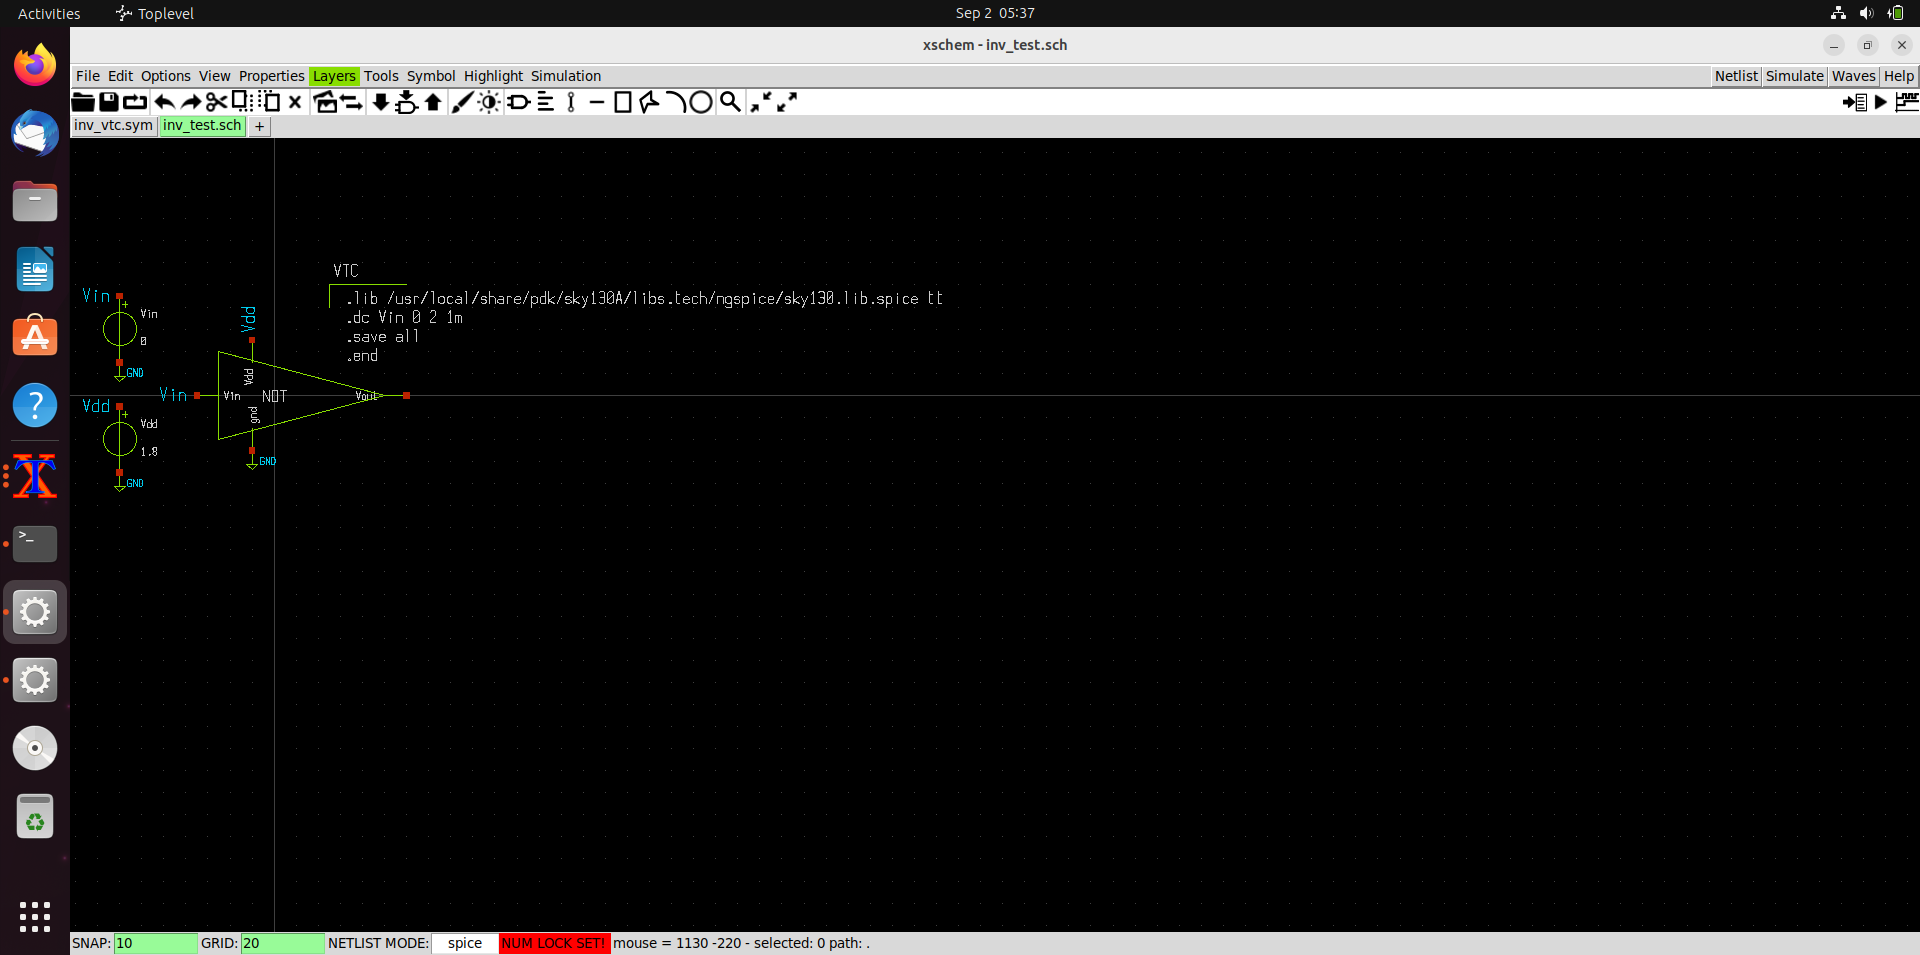 Activities
Toplevel
Sep 2 05:37
xschem - inv_test.sch
File Edit Options View Properties Layers Tools Symbol Highlight Simulation
Netlist Simulate Waves Help
inv_vtc.sym inv_test.sch +
VTC
.lib /usr/local/share/pdk/sky130A/libs.tech/ngspice/sky130.lib.spice tt
.dc Vin 0 2 1m
.save all
.end
Vin
+
Vin
0
GND
Vdd
Vdd
Vin
Vin
NOT
Vout
gnd
GND
Vdd
+
Vdd
1.8
GND
SNAP: 10 GRID: 20 NETLIST MODE: spice NUM LOCK SET! mouse = 1130 -220 - selected: 0 path: .